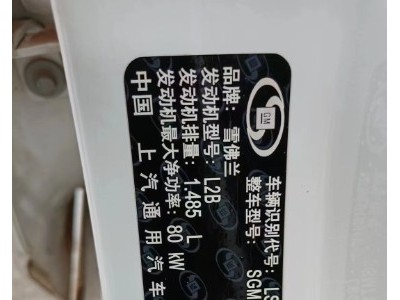 GM
车辆识别代号: LS
整车型号: SGM
品牌: 雪佛兰
发动机型号: L2B
发动机排量: 1.485 L
发动机最大净功率: 80 kW
中国 上汽通用汽车